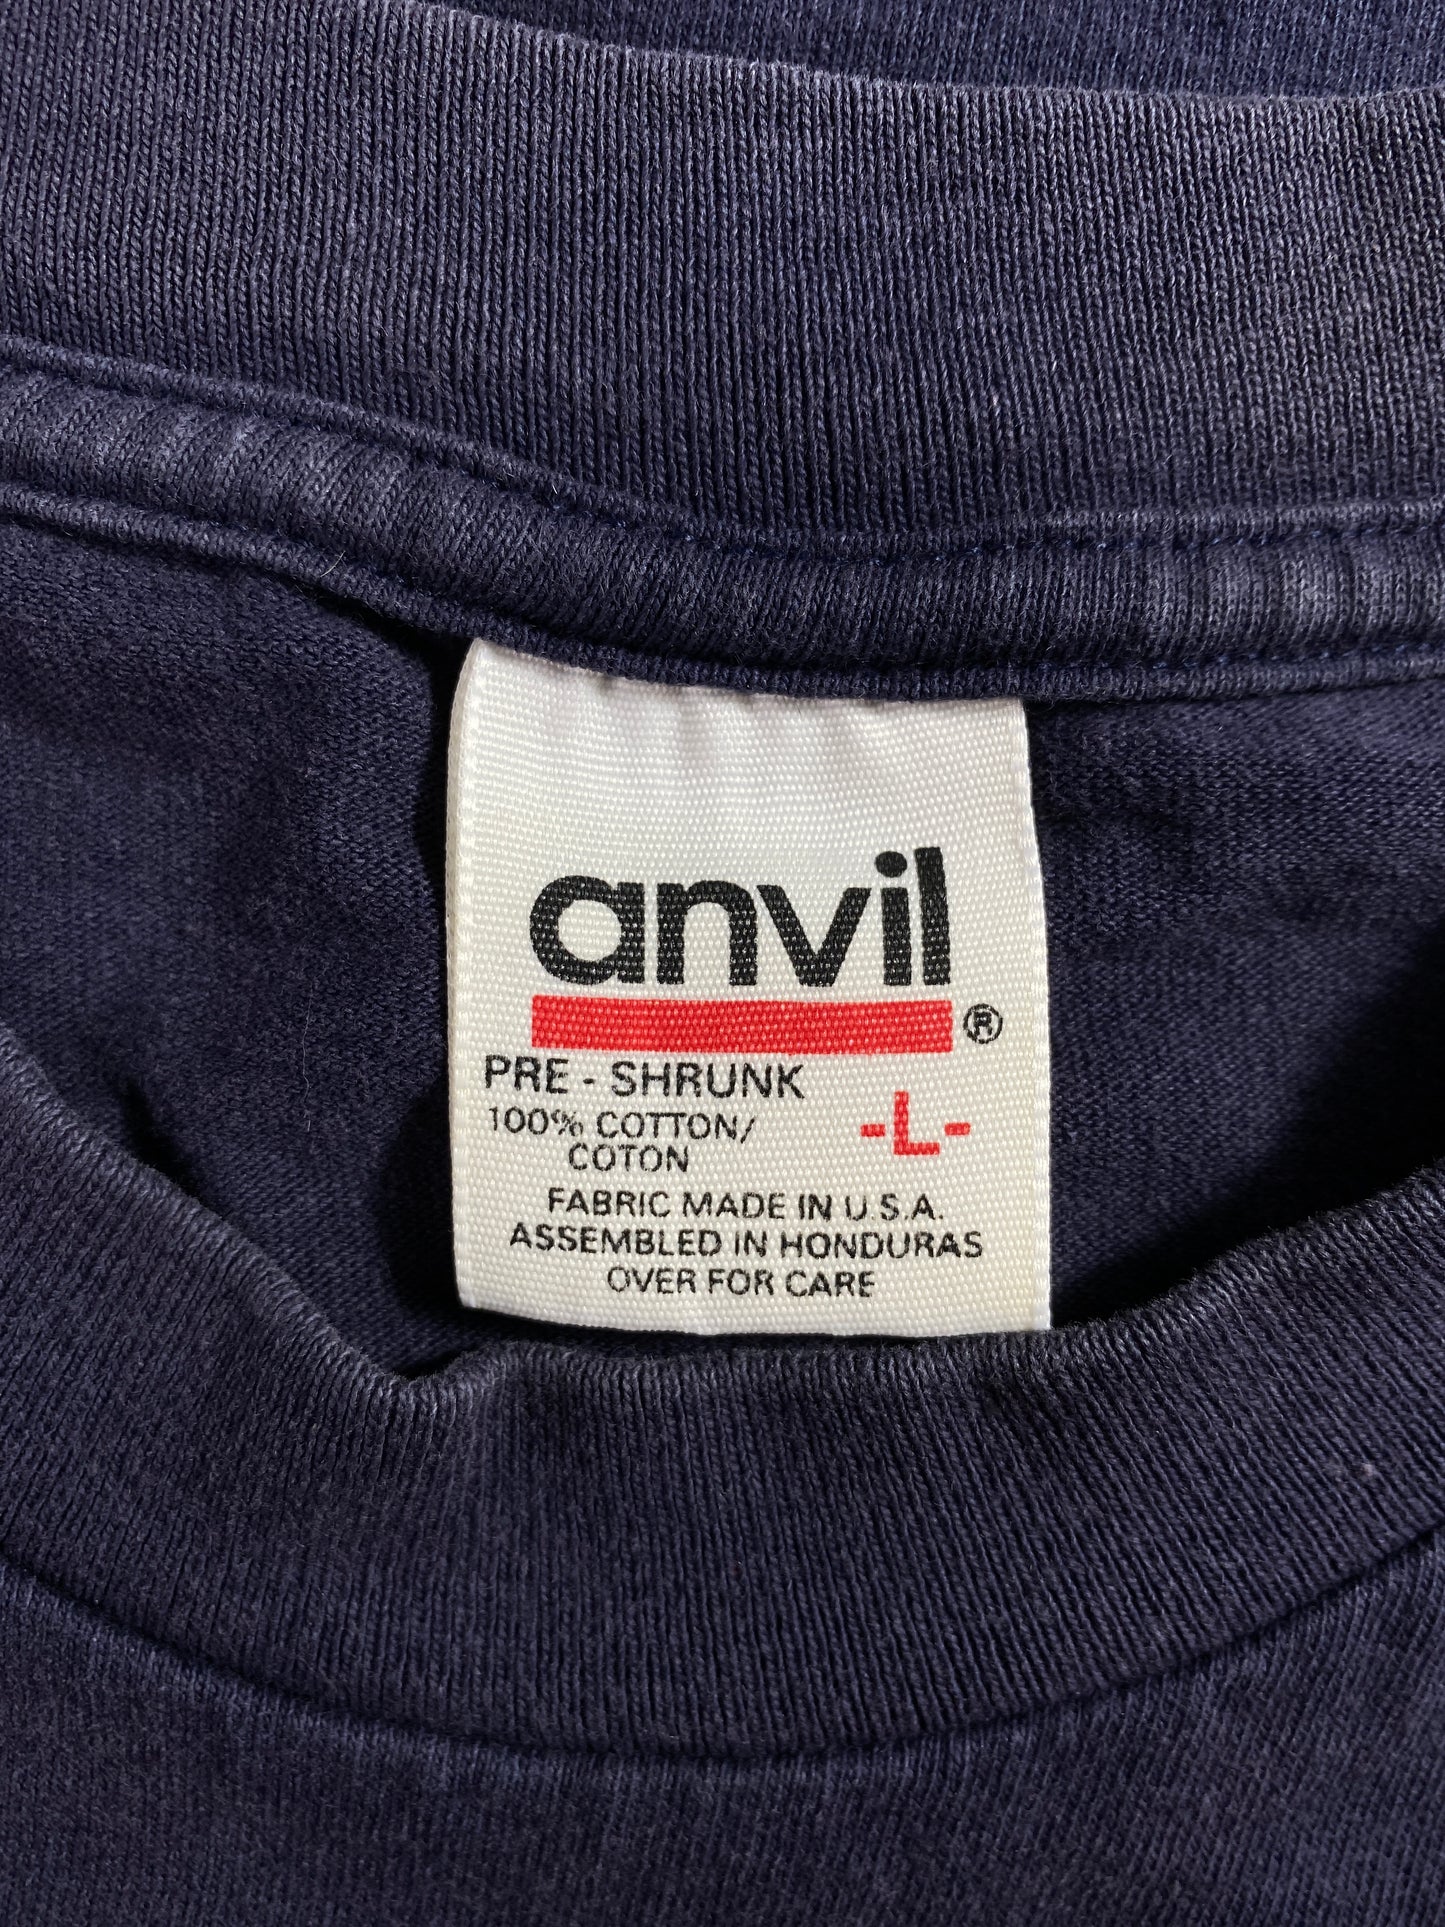 anvil
®
PRE - SHRUNK
100% COTTON/
COTON
-L-
FABRIC MADE IN U.S.A.
ASSEMBLED IN HONDURAS
OVER FOR CARE